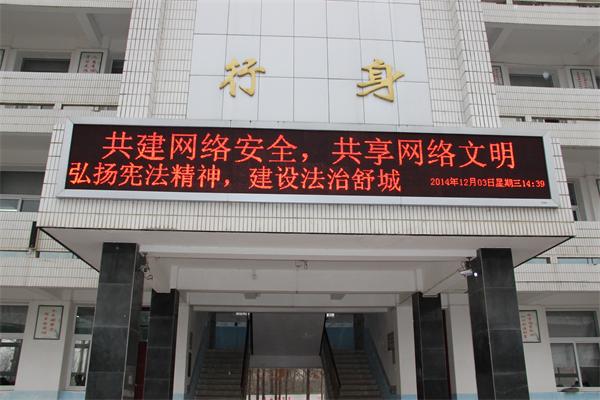 行 身
共建网络安全，共享网络文明
弘扬宪法精神，建设法治舒城
2014年12月03日星期三14:39